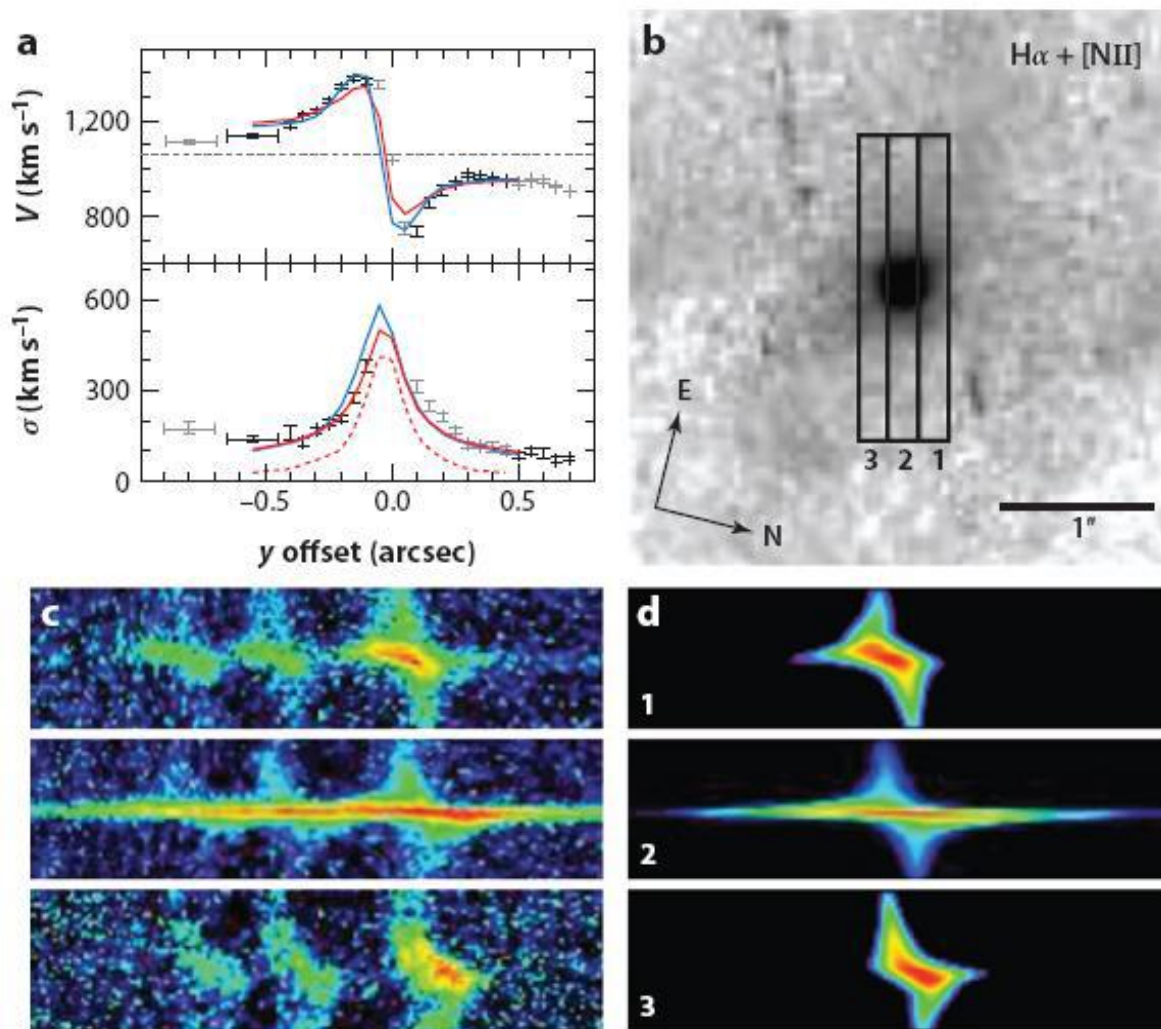 a
1,200
800
V (km s⁻¹)
600
300
0
σ (km s⁻¹)
−0.5
0.0
0.5
y offset (arcsec)
b
Hα + [NII]
E
N
3 2 1
1"
c
d
1
2
3